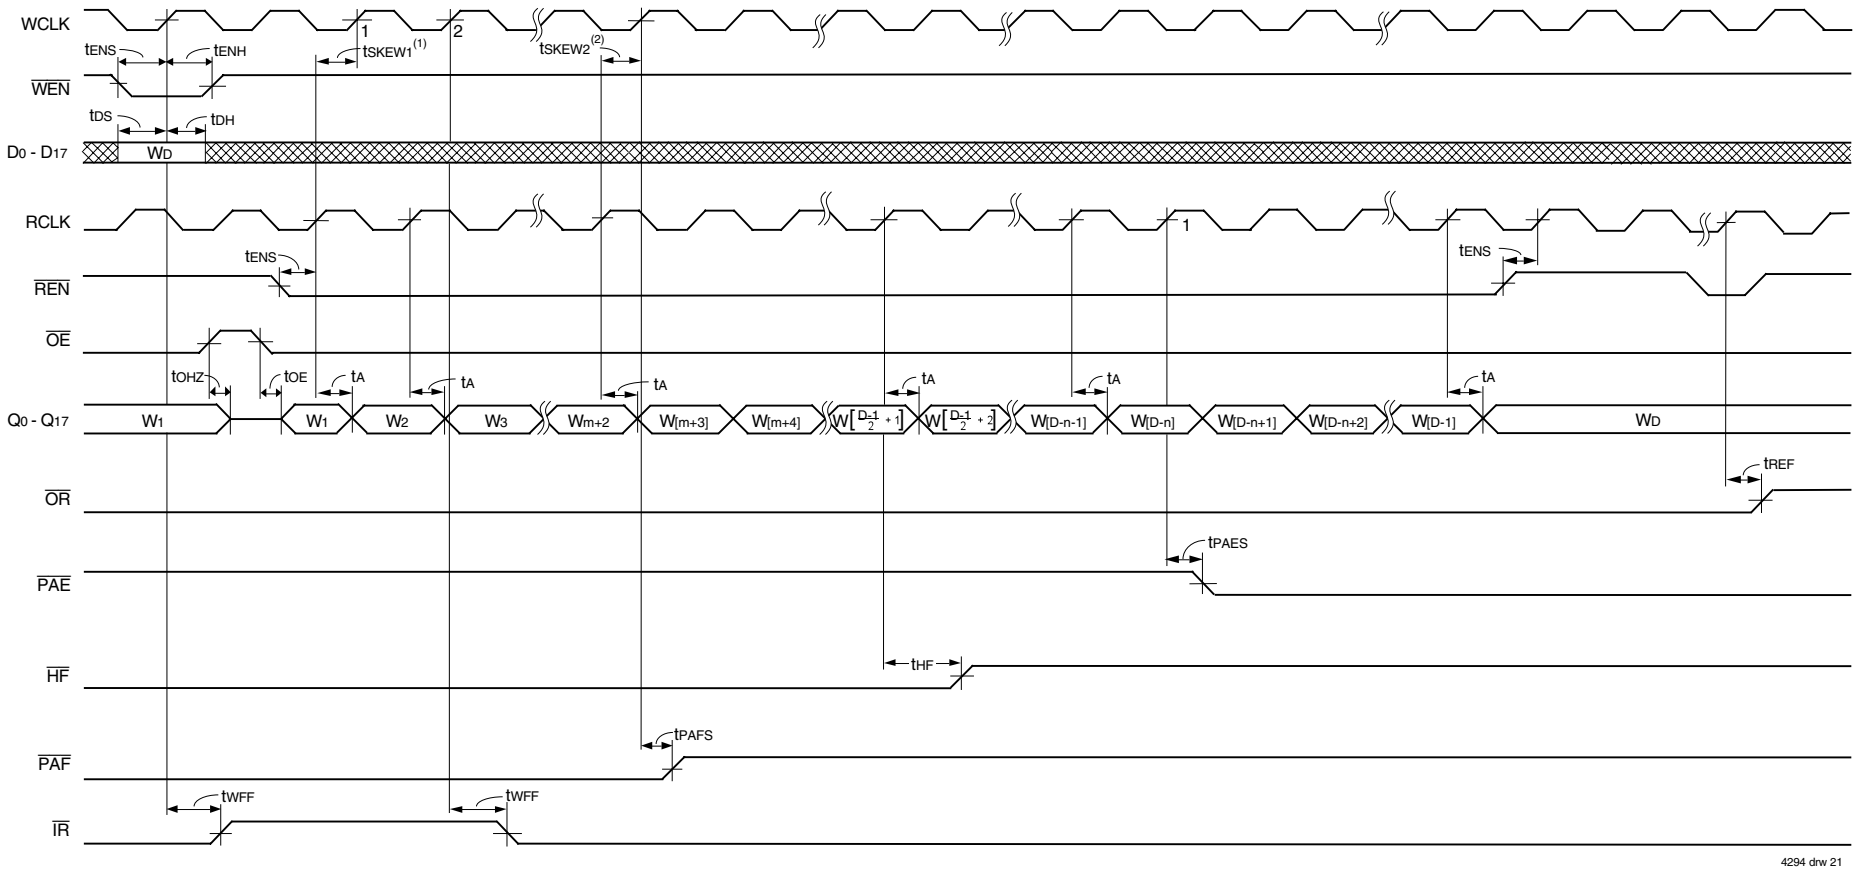 WCLK
1
2
tENS
tENH
tSKEW1(1)
tSKEW2(2)
WEN
tDS
tDH
D0 - D17
WD
RCLK
1
tENS
tENS
REN
OE
tOHZ
tOE
tA
tA
tA
tA
tA
tA
Q0 - Q17
W1
W1
W2
W3
Wm+2
W[m+3]
W[m+4]
W[D-1/2 + 1]
W[D-1/2 + 2]
W[D-n-1]
W[D-n]
W[D-n+1]
W[D-n+2]
W[D-1]
WD
tREF
OR
tPAES
PAE
tHF
HF
tPAFS
PAF
tWFF
tWFF
IR
4294 drw 21